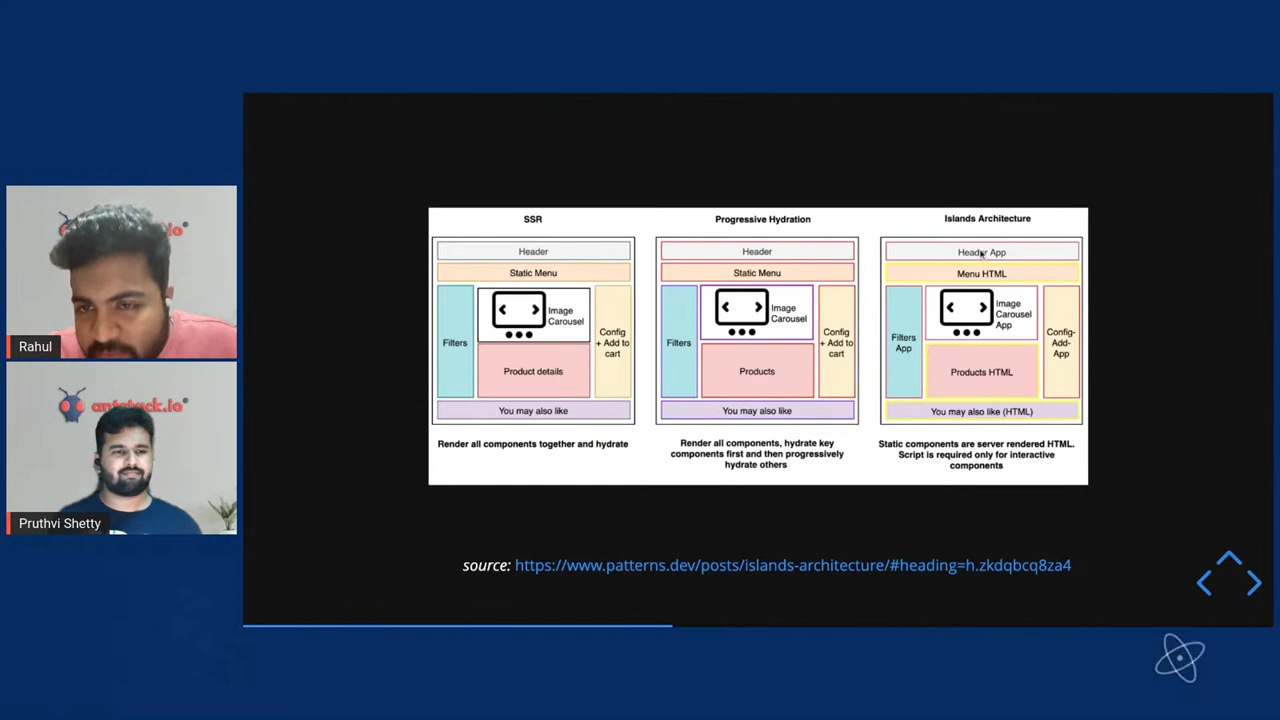 SSR
Header
Static Menu
Filters
Image
Carousel
Config
+ Add to
cart
Product details
You may also like
Render all components together and hydrate
Progressive Hydration
Header
Static Menu
Filters
Image
Carousel
Config
+ Add to
cart
Products
You may also like
Render all components, hydrate key
components first and then progressively
hydrate others
Islands Architecture
Header App
Menu HTML
Filters
App
Image
Carousel
App
Config-
Add-
App
Products HTML
You may also like (HTML)
Static components are server rendered HTML.
Script is required only for interactive
components
source: https://www.patterns.dev/posts/islands-architecture/#heading=h.zkdqbcq8za4
io
Rahul
antstack.io
Pruthvi Shetty